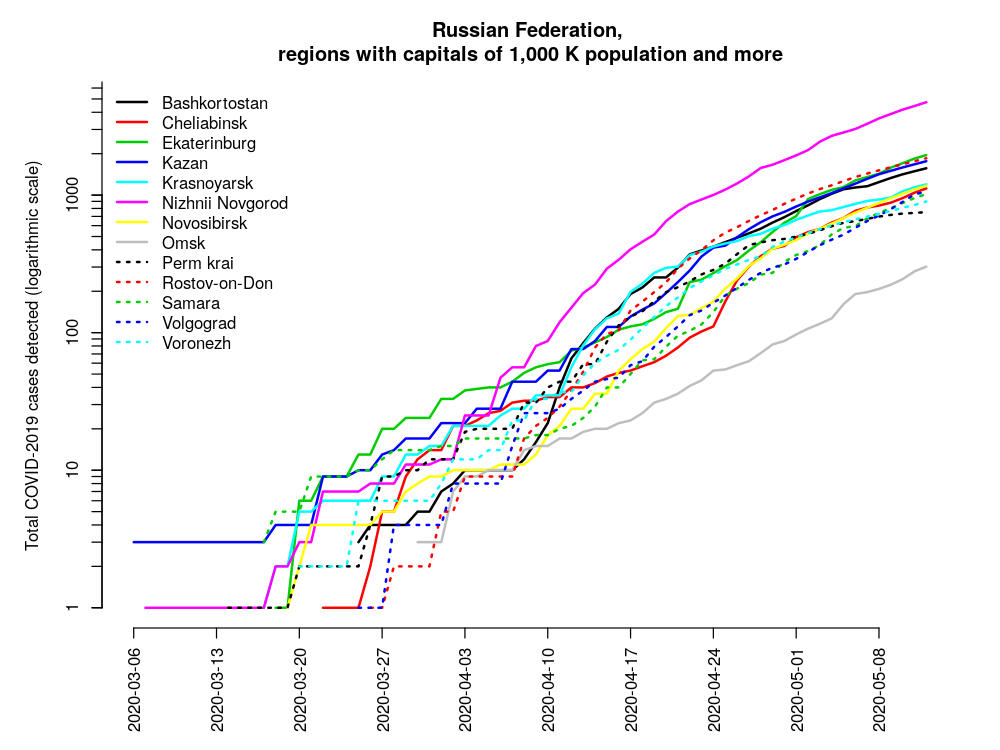 Russian Federation,
regions with capitals of 1,000 K population and more
Total COVID-2019 cases detected (logarithmic scale)
1000
100
10
1
Bashkortostan
Cheliabinsk
Ekaterinburg
Kazan
Krasnoyarsk
Nizhnii Novgorod
Novosibirsk
Omsk
Perm krai
Rostov-on-Don
Samara
Volgograd
Voronezh
2020-03-06
2020-03-13
2020-03-20
2020-03-27
2020-04-03
2020-04-10
2020-04-17
2020-04-24
2020-05-01
2020-05-08